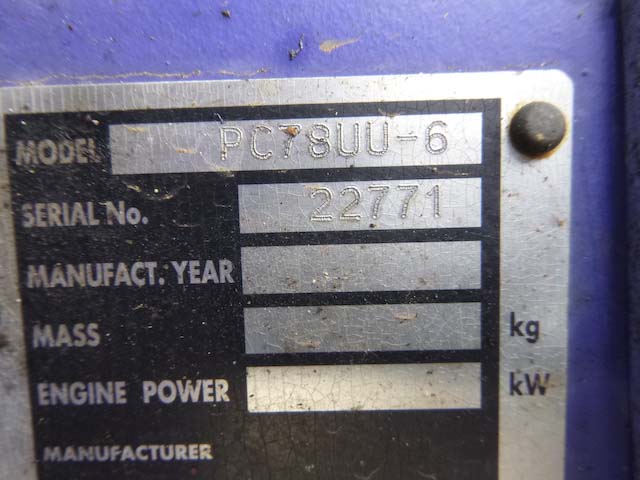 MODEL PC78UU-6
SERIAL No. 22771
MANUFACT. YEAR
MASS kg
ENGINE POWER kW
MANUFACTURER